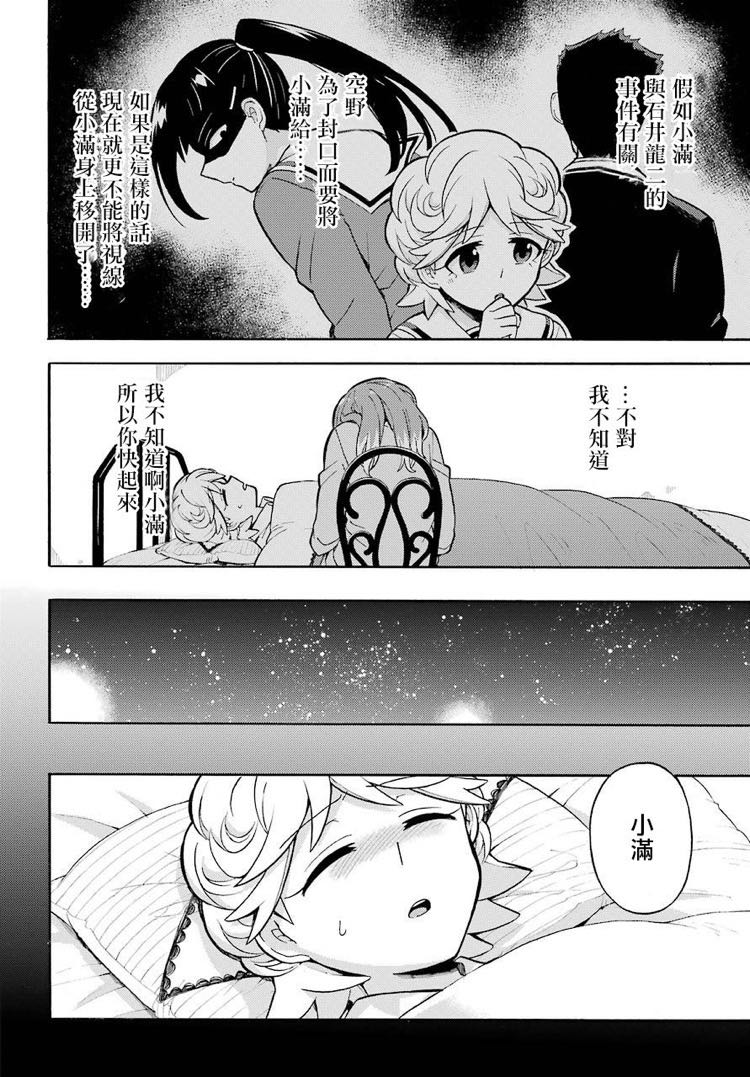 假如小滿
與石井龍二的
事件有關
空野
為了封口而要將
小滿給……
如果是這樣的話
現在就更不能將視線
從小滿身上移開了……
…不對
我不知道
我不知道啊小滿
所以你快起來
小滿